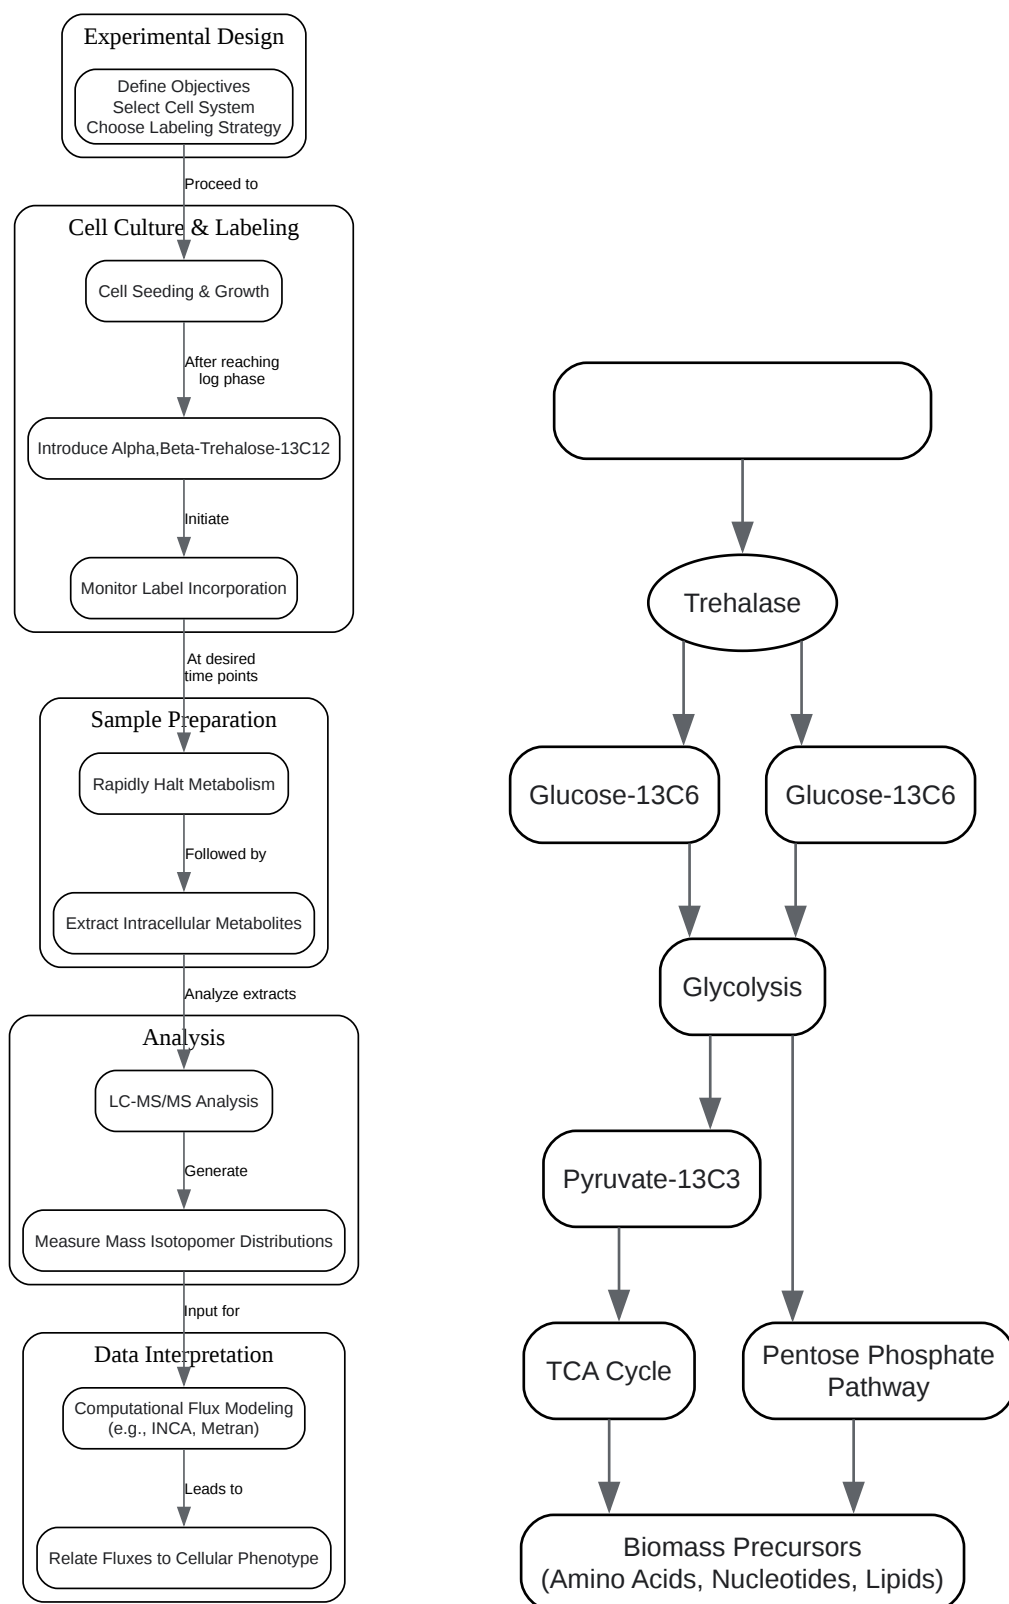 Experimental Design
Define Objectives
Select Cell System
Choose Labeling Strategy
Proceed to
Cell Culture & Labeling
Cell Seeding & Growth
After reaching
log phase
Introduce Alpha,Beta-Trehalose-13C12
Initiate
Monitor Label Incorporation
At desired
time points
Sample Preparation
Rapidly Halt Metabolism
Followed by
Extract Intracellular Metabolites
Analyze extracts
Analysis
LC-MS/MS Analysis
Generate
Measure Mass Isotopomer Distributions
Input for
Data Interpretation
Computational Flux Modeling
(e.g., INCA, Metran)
Leads to
Relate Fluxes to Cellular Phenotype
Trehalase
Glucose-13C6
Glucose-13C6
Glycolysis
Pyruvate-13C3
TCA Cycle
Pentose Phosphate
Pathway
Biomass Precursors
(Amino Acids, Nucleotides, Lipids)